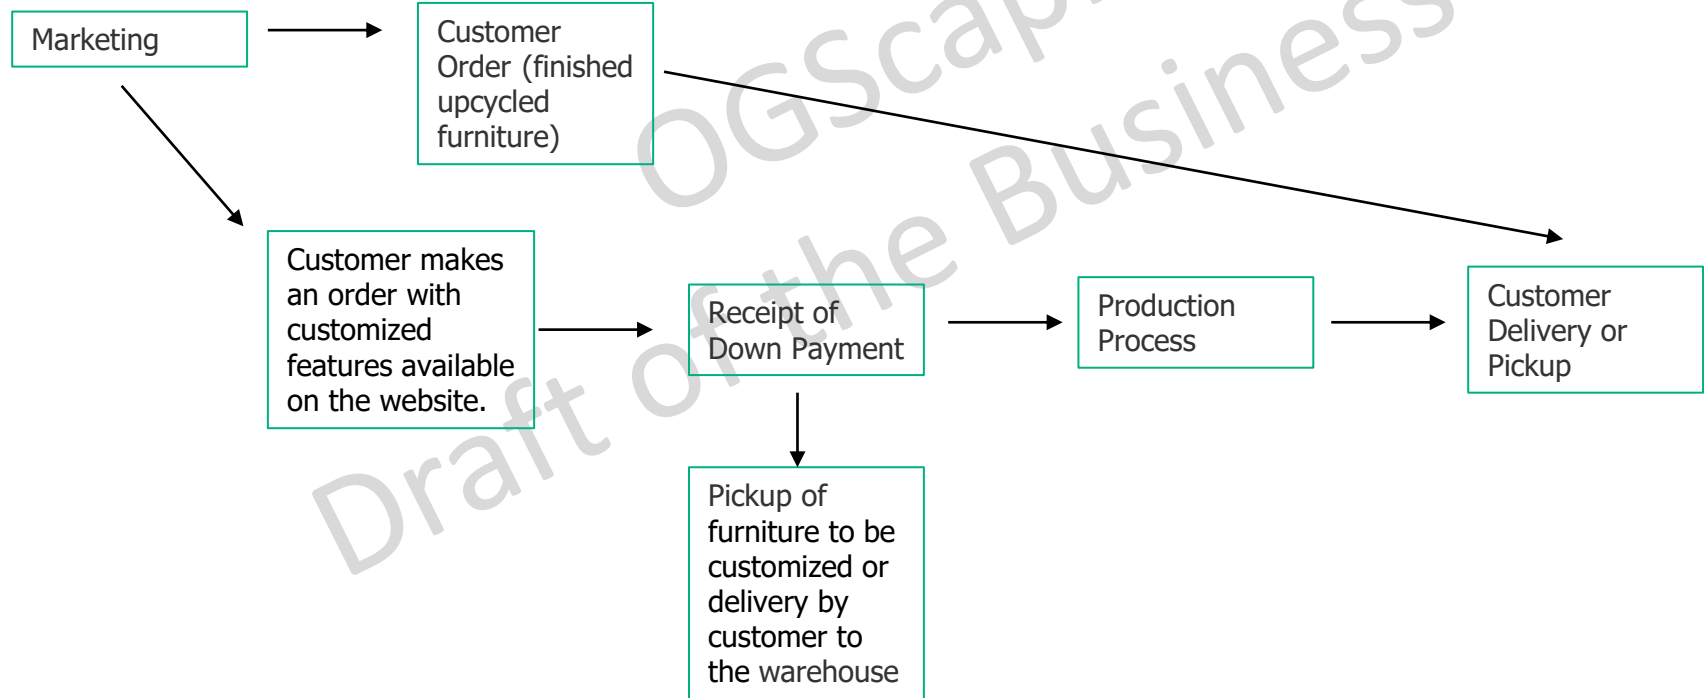 Marketing
Customer
Order (finished
upcycled
furniture)
Customer makes
an order with
customized
features available
on the website.
Receipt of
Down Payment
Production
Process
Customer
Delivery or
Pickup
Pickup of
furniture to be
customized or
delivery by
customer to
the warehouse
Draft of the Business